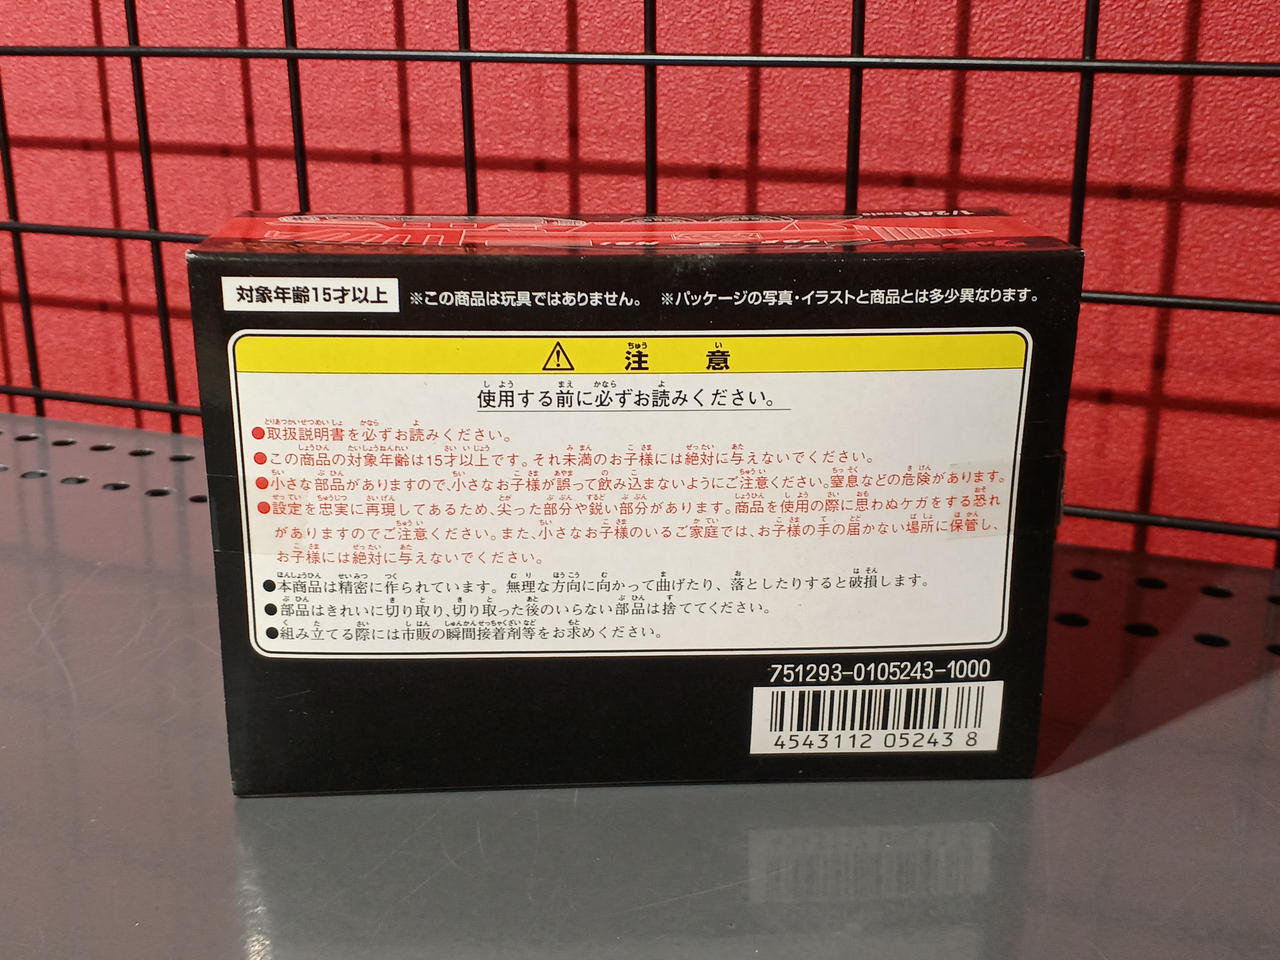 1/240 scale
対象年齢15才以上 ※この商品は玩具ではありません。 ※パッケージの写真・イラストと商品とは多少異なります。
注意
使用する前に必ずお読みください。
●取扱説明書を必ずお読みください。
●この商品の対象年齢は15才以上です。それ未満のお子様には絶対に与えないでください。
●小さな部品がありますので、小さなお子様が誤って飲み込まないようにご注意ください。窒息などの危険があります。
●設定を忠実に再現してあるため、尖った部分や鋭い部分があります。商品を使用の際に思わぬケガをする恐れ
がありますのでご注意ください。また、小さなお子様のいるご家庭では、お子様の手の届かない場所に保管し、
お子様には絶対に与えないでください。
●本商品は精密に作られています。無理な方向に向かって曲げたり、落としたりすると破損します。
●部品はきれいに切り取り、切り取った後のいらない部品は捨ててください。
●組み立てる際には市販の瞬間接着剤等をお求めください。
751293-0105243-1000
4543112 05243 8